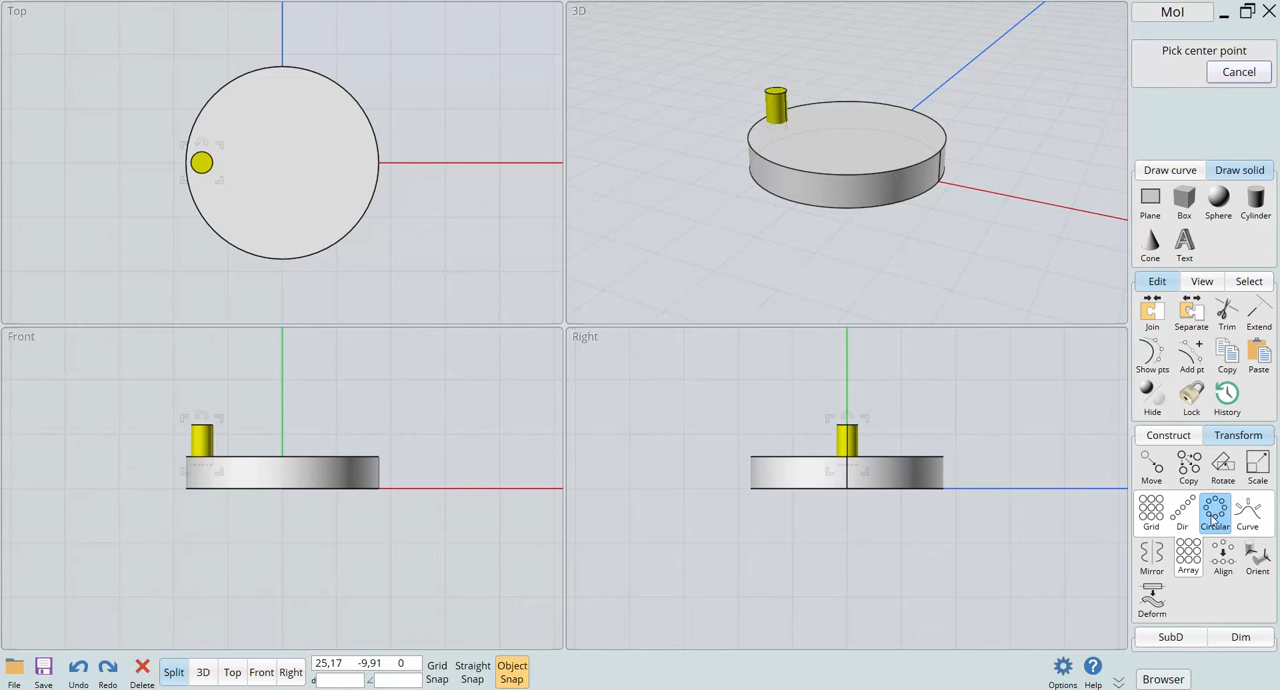 Top
3D
MoI
Pick center point
Cancel
Draw curve Draw solid
Plane Box Sphere Cylinder
Cone Text
Edit View Select
Join Separate Trim Extend
Show pts Add pt Copy Paste
Hide Lock History
Front
Right
Construct Transform
Move Copy Rotate Scale
Grid Dir Circular Curve
Mirror Array Align Orient
Deform
SubD Dim
File Save Undo Redo Delete
Split 3D Top Front Right
25,17 -9,91 0
d
Grid Snap
Straight Snap
Object Snap
Options Help
Browser